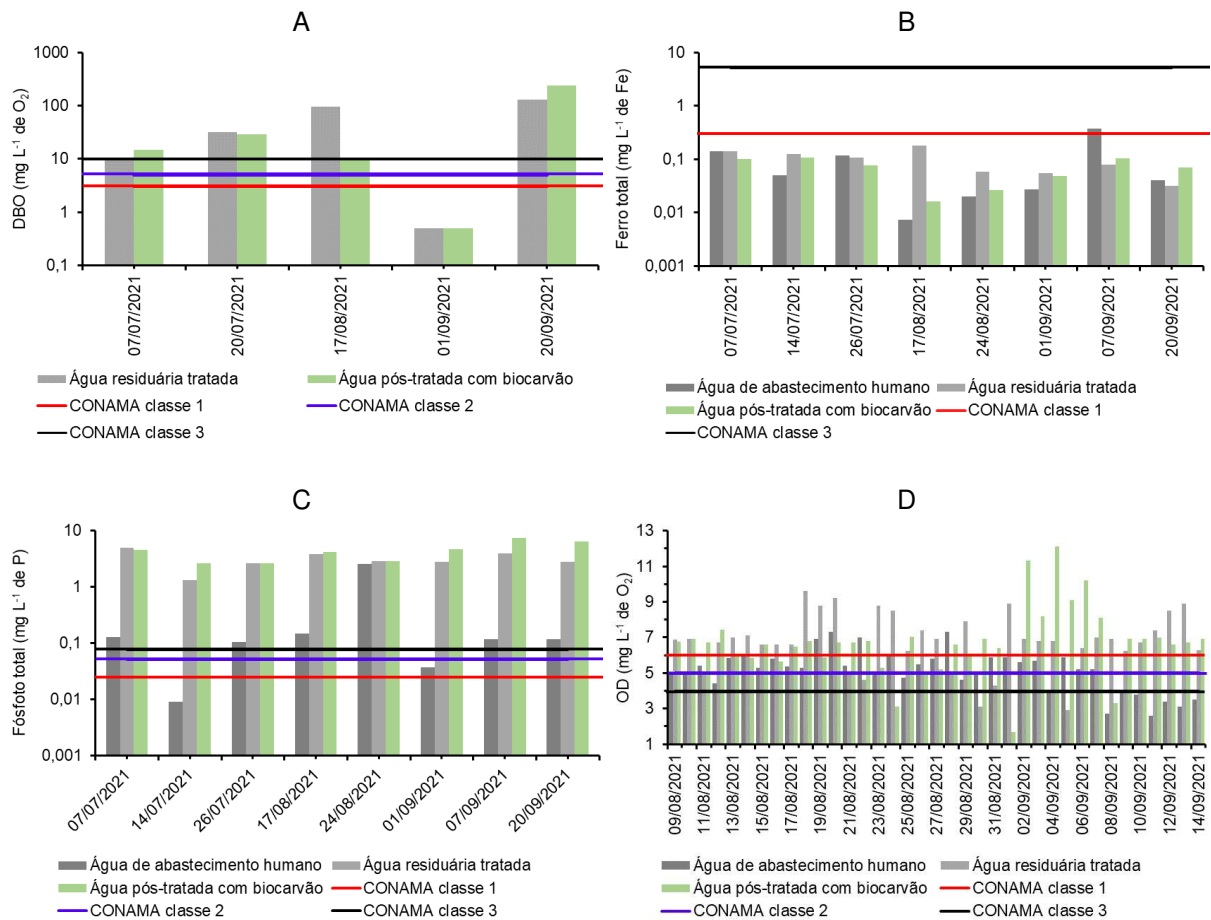 A
DBO (mg L⁻¹ de O₂)
1000
100
10
1
0,1
07/07/2021
20/07/2021
17/08/2021
01/09/2021
20/09/2021
Água residuária tratada
Água pós-tratada com biocarvão
CONAMA classe 1
CONAMA classe 2
CONAMA classe 3
B
Ferro total (mg L⁻¹ de Fe)
10
1
0,1
0,01
0,001
07/07/2021
14/07/2021
26/07/2021
17/08/2021
24/08/2021
01/09/2021
07/09/2021
20/09/2021
Água de abastecimento humano
Água residuária tratada
Água pós-tratada com biocarvão
CONAMA classe 1
CONAMA classe 3
C
Fósfoto total (mg L⁻¹ de P)
10
1
0,1
0,01
0,001
07/07/2021
14/07/2021
26/07/2021
17/08/2021
24/08/2021
01/09/2021
07/09/2021
20/09/2021
Água de abastecimento humano
Água residuária tratada
Água pós-tratada com biocarvão
CONAMA classe 1
CONAMA classe 2
CONAMA classe 3
D
OD (mg L⁻¹ de O₂)
13
11
9
7
5
3
1
09/08/2021
11/08/2021
13/08/2021
15/08/2021
17/08/2021
19/08/2021
21/08/2021
23/08/2021
25/08/2021
27/08/2021
29/08/2021
31/08/2021
02/09/2021
04/09/2021
06/09/2021
08/09/2021
10/09/2021
12/09/2021
14/09/2021
Água de abastecimento humano
Água residuária tratada
Água pós-tratada com biocarvão
CONAMA classe 1
CONAMA classe 2
CONAMA classe 3